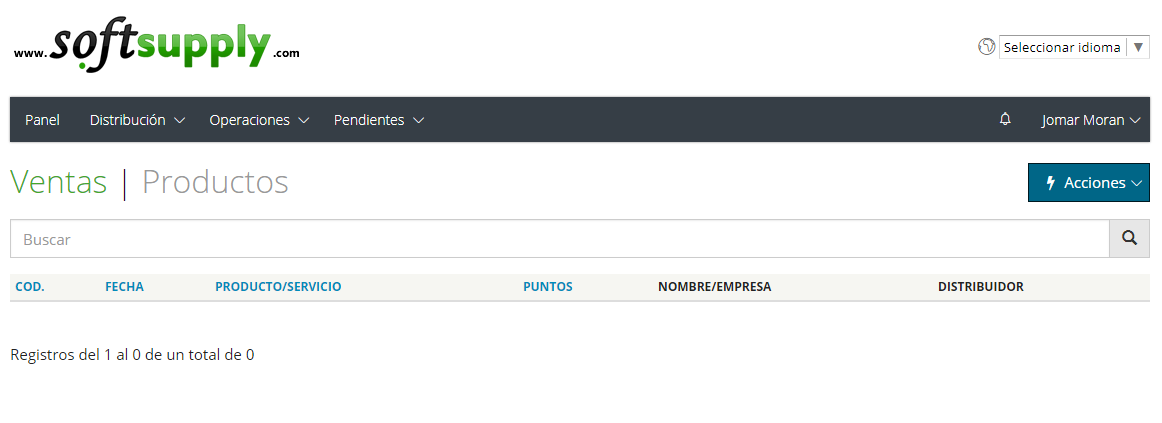 www.softsupply.com
Seleccionar idioma ▼
Panel Distribución Operaciones Pendientes Jomar Moran
Ventas | Productos
Acciones
Buscar
COD. FECHA PRODUCTO/SERVICIO PUNTOS NOMBRE/EMPRESA DISTRIBUIDOR
Registros del 1 al 0 de un total de 0